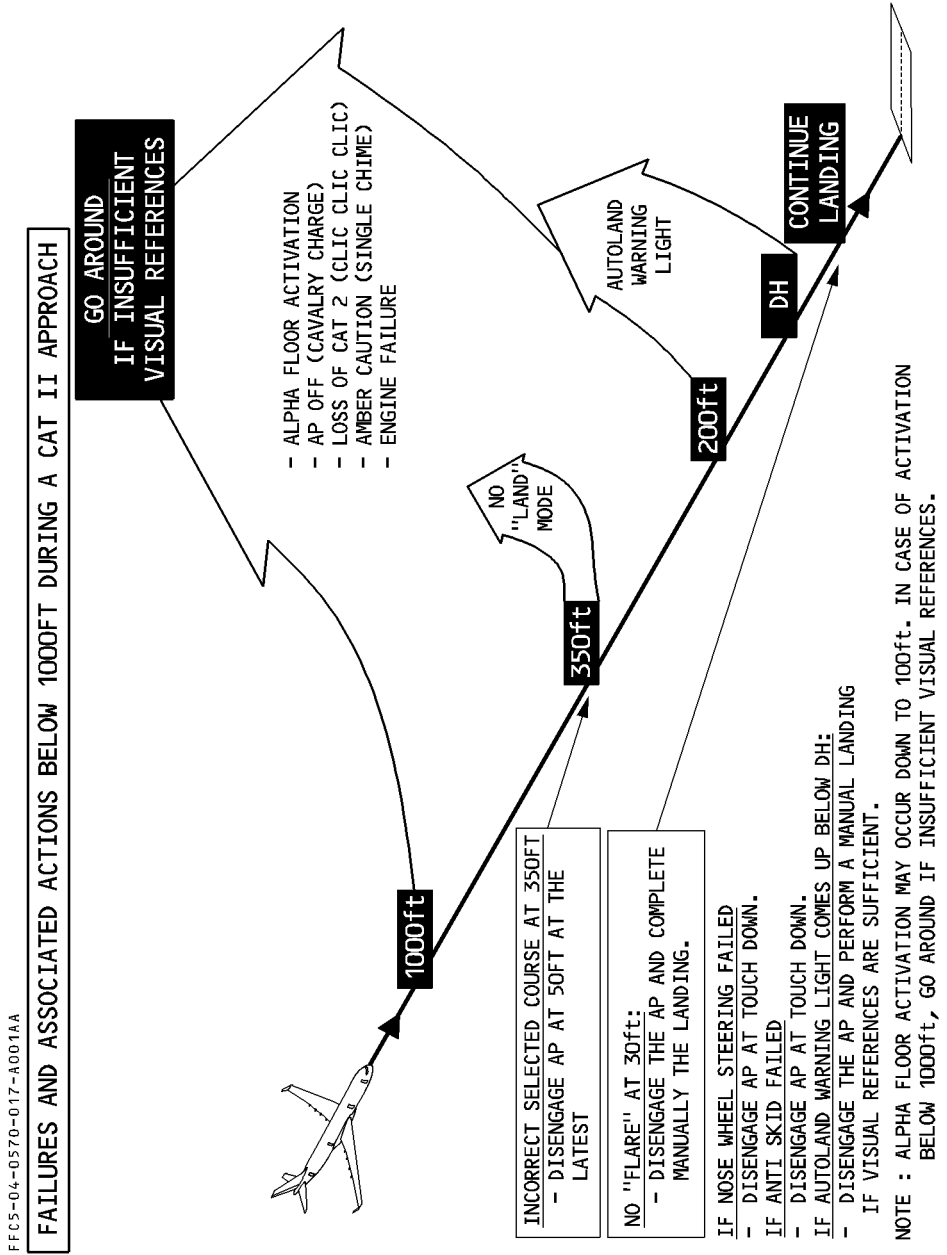 FFC5-04-0570-017-A001AA
FAILURES AND ASSOCIATED ACTIONS BELOW 1000FT DURING A CAT II APPROACH
GO AROUND
IF INSUFFICIENT
VISUAL REFERENCES
- ALPHA FLOOR ACTIVATION
- AP OFF (CAVALRY CHARGE)
- LOSS OF CAT 2 (CLIC CLIC CLIC)
- AMBER CAUTION (SINGLE CHIME)
- ENGINE FAILURE
1000ft
NO
"LAND"
MODE
350ft
AUTOLAND
WARNING
LIGHT
200ft
DH
CONTINUE
LANDING
INCORRECT SELECTED COURSE AT 350FT
- DISENGAGE AP AT 50FT AT THE
LATEST
NO "FLARE" AT 30ft:
- DISENGAGE THE AP AND COMPLETE
MANUALLY THE LANDING.
IF NOSE WHEEL STEERING FAILED
- DISENGAGE AP AT TOUCH DOWN.
IF ANTI SKID FAILED
- DISENGAGE AP AT TOUCH DOWN.
IF AUTOLAND WARNING LIGHT COMES UP BELOW DH:
- DISENGAGE THE AP AND PERFORM A MANUAL LANDING
IF VISUAL REFERENCES ARE SUFFICIENT.
NOTE : ALPHA FLOOR ACTIVATION MAY OCCUR DOWN TO 100ft. IN CASE OF ACTIVATION
BELOW 1000ft, GO AROUND IF INSUFFICIENT VISUAL REFERENCES.